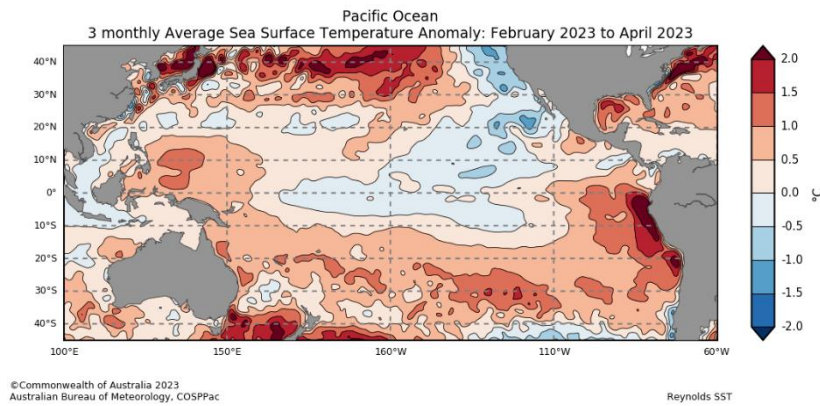 Pacific Ocean
3 monthly Average Sea Surface Temperature Anomaly: February 2023 to April 2023
40°N
30°N
20°N
10°N
0°
10°S
20°S
30°S
40°S
100°E
150°E
160°W
110°W
60°W
2.0
1.5
1.0
0.5
0.0
-0.5
-1.0
-1.5
-2.0
°C
©Commonwealth of Australia 2023
Australian Bureau of Meteorology, COSPPac
Reynolds SST